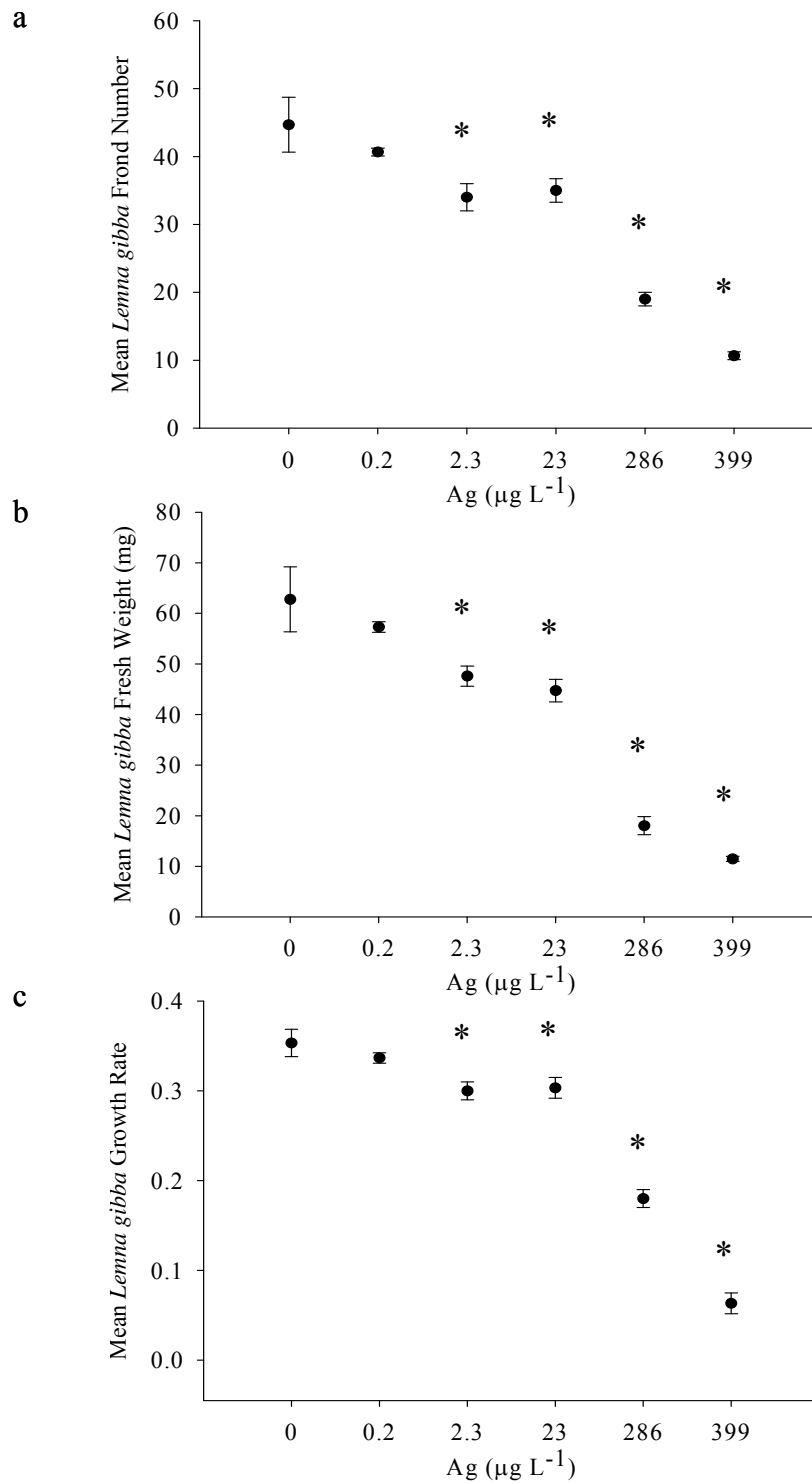 a
Mean Lemna gibba Frond Number
60
50
40
30
20
10
0
* * * *
0 0.2 2.3 23 286 399
Ag (µg L-1)
b
Mean Lemna gibba Fresh Weight (mg)
80
70
60
50
40
30
20
10
0
* * * *
0 0.2 2.3 23 286 399
Ag (µg L-1)
c
Mean Lemna gibba Growth Rate
0.4
0.3
0.2
0.1
0.0
* * * *
0 0.2 2.3 23 286 399
Ag (µg L-1)